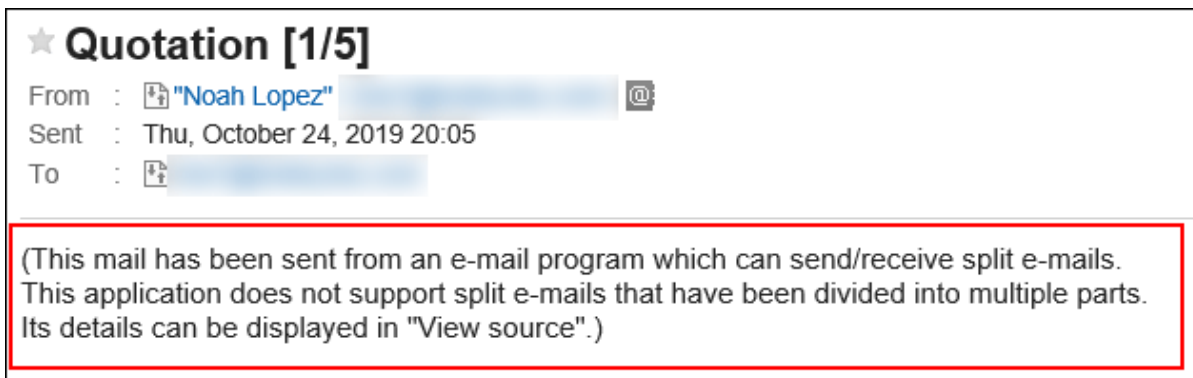 Quotation [1/5]
From : "Noah Lopez"
Sent : Thu, October 24, 2019 20:05
To :
(This mail has been sent from an e-mail program which can send/receive split e-mails.
This application does not support split e-mails that have been divided into multiple parts.
Its details can be displayed in "View source".)